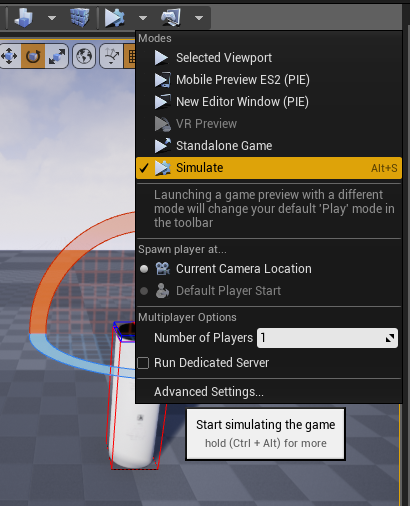 Modes
Selected Viewport
Mobile Preview ES2 (PIE)
New Editor Window (PIE)
VR Preview
Standalone Game
Simulate Alt+S
Launching a game preview with a different
mode will change your default 'Play' mode in
the toolbar
Spawn player at...
Current Camera Location
Default Player Start
Multiplayer Options
Number of Players 1
Run Dedicated Server
Advanced Settings...
Start simulating the game
hold (Ctrl + Alt) for more